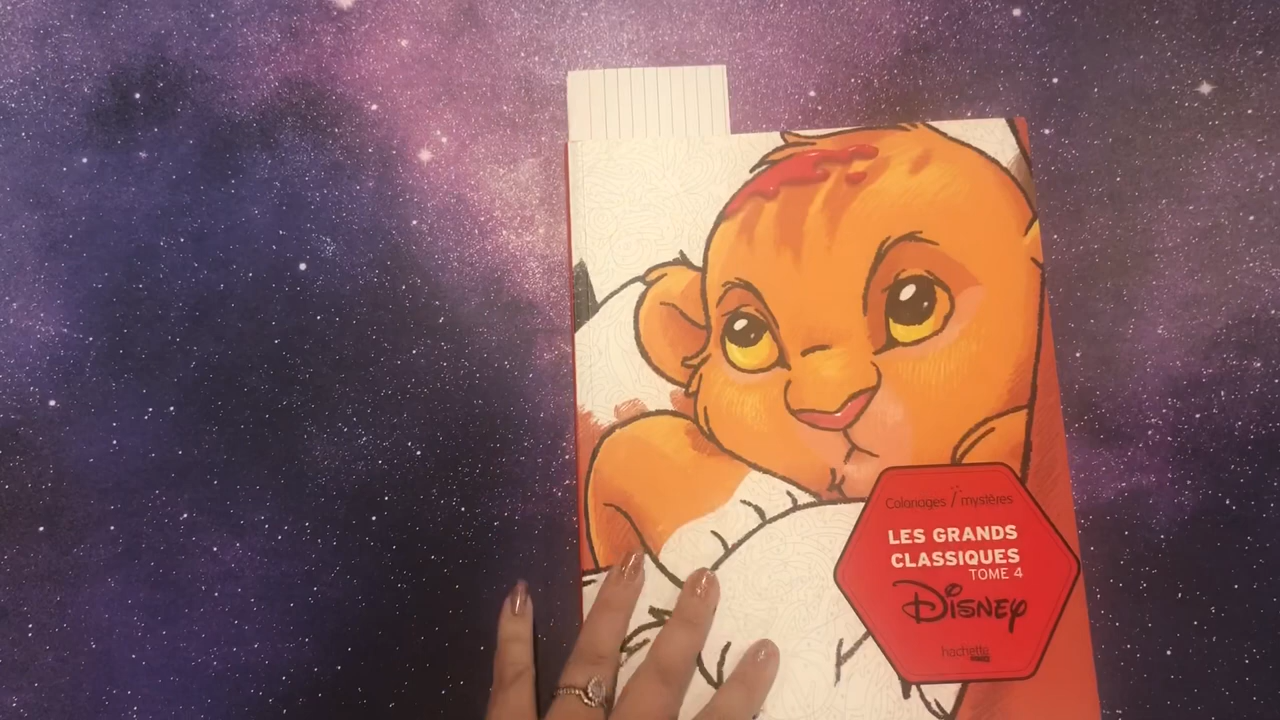 Coloriages mystères
LES GRANDS
CLASSIQUES
TOME 4
Disney
hachette